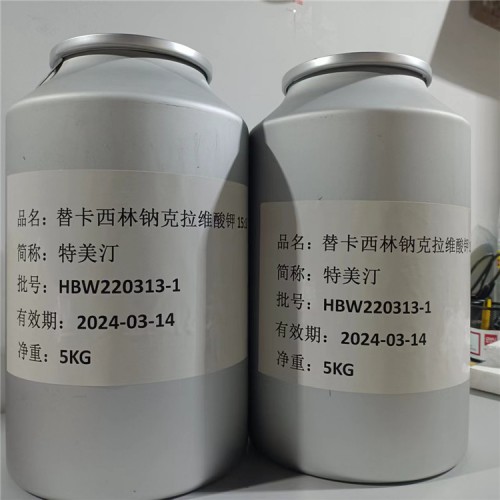 品名：替卡西林钠克拉维酸钾 15:
简称：特美汀
批号：HBW220313-1
有效期：2024-03-14
净重：5KG
品名：替卡西林钠克拉维酸钾
简称：特美汀
批号：HBW220313-1
有效期：2024-03-14
净重：5KG